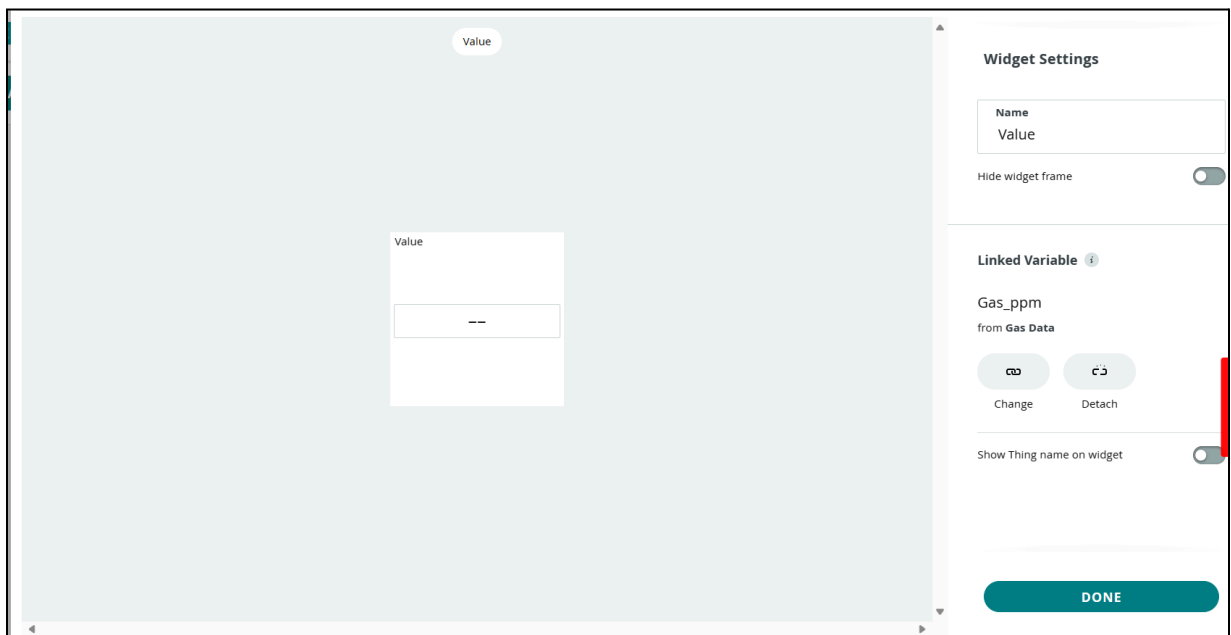 Value
Value
--
Widget Settings
Name
Value
Hide widget frame
Linked Variable i
Gas_ppm
from Gas Data
Change Detach
Show Thing name on widget
DONE